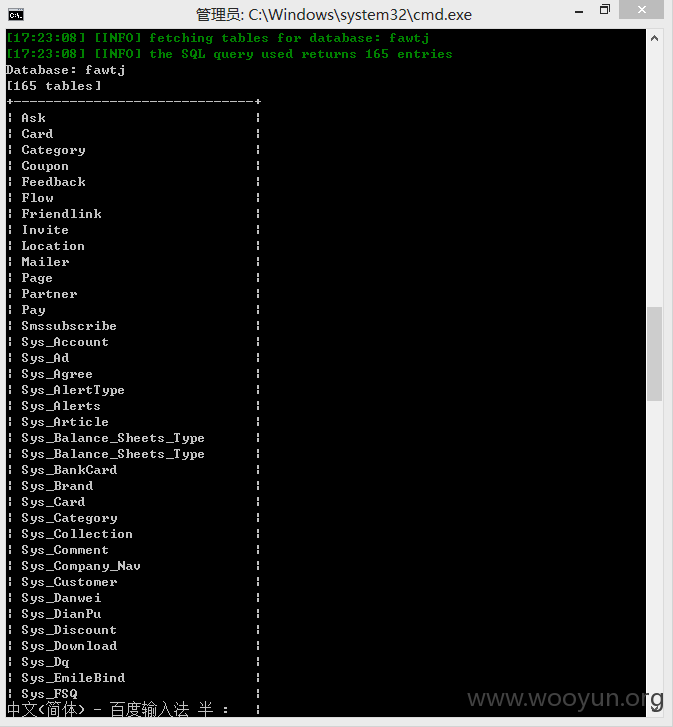 管理员: C:\Windows\system32\cmd.exe
[17:23:08] [INFO] fetching tables for database: fawtj
[17:23:08] [INFO] the SQL query used returns 165 entries
Database: fawtj
[165 tables]
+------------------------------+
| Ask |
| Card |
| Category |
| Coupon |
| Feedback |
| Flow |
| Friendlink |
| Invite |
| Location |
| Mailer |
| Page |
| Partner |
| Pay |
| Smssubscribe |
| Sys_Account |
| Sys_Ad |
| Sys_Agree |
| Sys_AlertType |
| Sys_Alerts |
| Sys_Article |
| Sys_Balance_Sheets_Type |
| Sys_Balance_Sheets_Type |
| Sys_BankCard |
| Sys_Brand |
| Sys_Card |
| Sys_Category |
| Sys_Collection |
| Sys_Comment |
| Sys_Company_Nav |
| Sys_Customer |
| Sys_Danwei |
| Sys_DianPu |
| Sys_Discount |
| Sys_Download |
| Sys_Dq |
| Sys_EmileBind |
| Sys_FSQ |
中文(简体) - 百度输入法 半 : |
www.wooyun.org